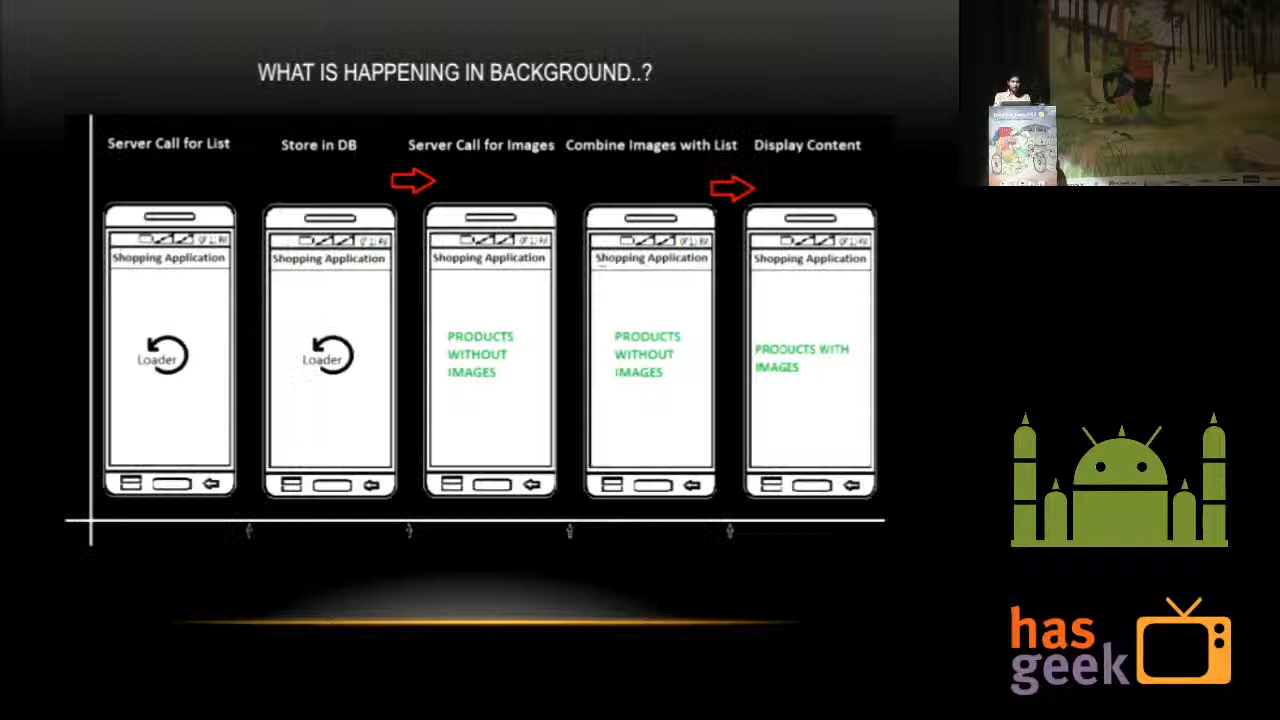 WHAT IS HAPPENING IN BACKGROUND..?
Server Call for List
Store in DB
Server Call for Images
Combine Images with List
Display Content
Shopping Application
Shopping Application
Shopping Application
Shopping Application
Shopping Application
Loader
Loader
PRODUCTS
WITHOUT
IMAGES
PRODUCTS
WITHOUT
IMAGES
PRODUCTS WITH
IMAGES
has
geek